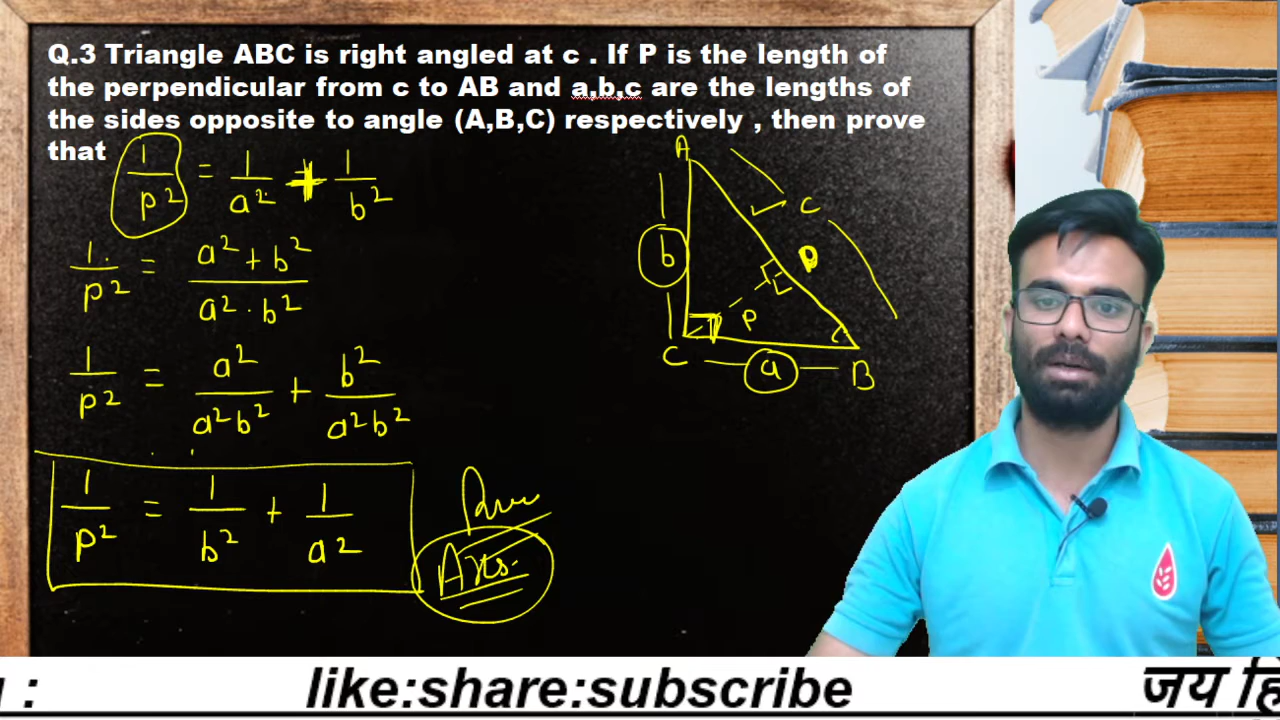 Q.3 Triangle ABC is right angled at c . If P is the length of
the perpendicular from c to AB and a,b,c are the lengths of
the sides opposite to angle (A,B,C) respectively , then prove
that
1/p² = 1/a² + 1/b²
1/p² = (a² + b²)/(a² · b²)
1/p² = a²/(a²b²) + b²/(a²b²)
1/p² = 1/b² + 1/a²
Ans.
A
c
b
D
P
C
a
B
like:share:subscribe
जय हि